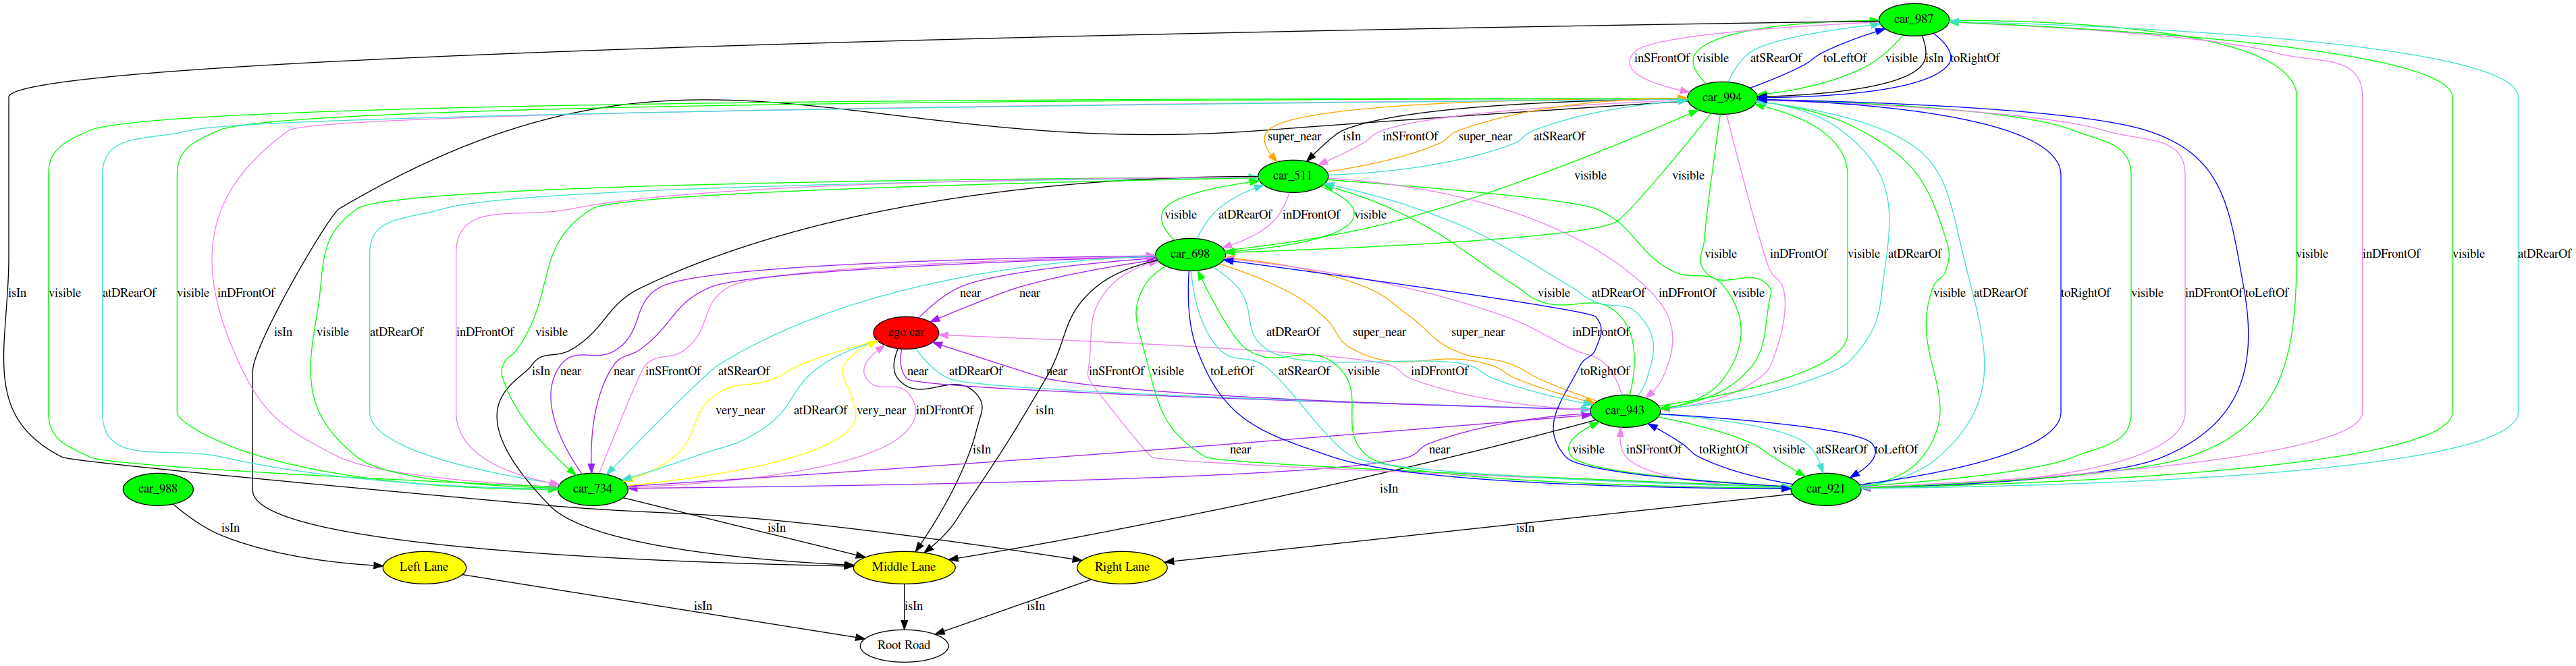 car_987
inSFrontOf visible atSRearOf toLeftOf visible isIn toRightOf
car_994
super_near isIn inSFrontOf super_near atSRearOf
car_511
visible visible
visible atDRearOf inDFrontOf visible
car_698
visible inDFrontOf visible atDRearOf visible inDFrontOf atDRearOf
isIn visible atDRearOf visible inDFrontOf near near visible atDRearOf inDFrontOf visible visible atDRearOf toRightOf visible inDFrontOf toLeftOf
ego car
isIn visible atDRearOf inDFrontOf visible atDRearOf super_near super_near inDFrontOf
isIn near near inSFrontOf atSRearOf near atDRearOf near inSFrontOf visible toLeftOf atSRearOf visible inDFrontOf toRightOf
very_near atDRearOf very_near inDFrontOf isIn
car_943
isIn near near visible inSFrontOf toRightOf visible atSRearOf toLeftOf
car_988
car_734
isIn
car_921
isIn isIn isIn
Left Lane
Middle Lane
Right Lane
isIn isIn isIn
Root Road